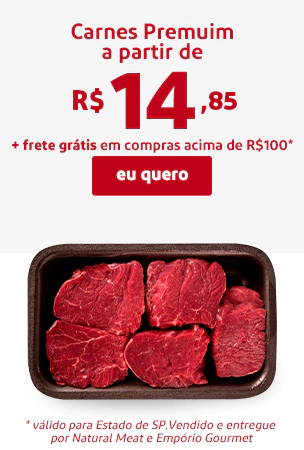 Carnes Premuim
a partir de
R$ 14,85
+ frete grátis em compras acima de R$100*
eu quero
* válido para Estado de SP.Vendido e entregue
por Natural Meat e Empório Gourmet